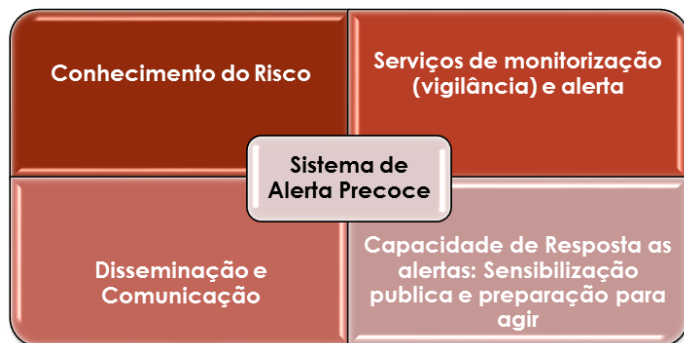 Conhecimento do Risco
Serviços de monitorização
(vigilância) e alerta
Sistema de
Alerta Precoce
Disseminação e
Comunicação
Capacidade de Resposta as
alertas: Sensibilização
publica e preparação para
agir